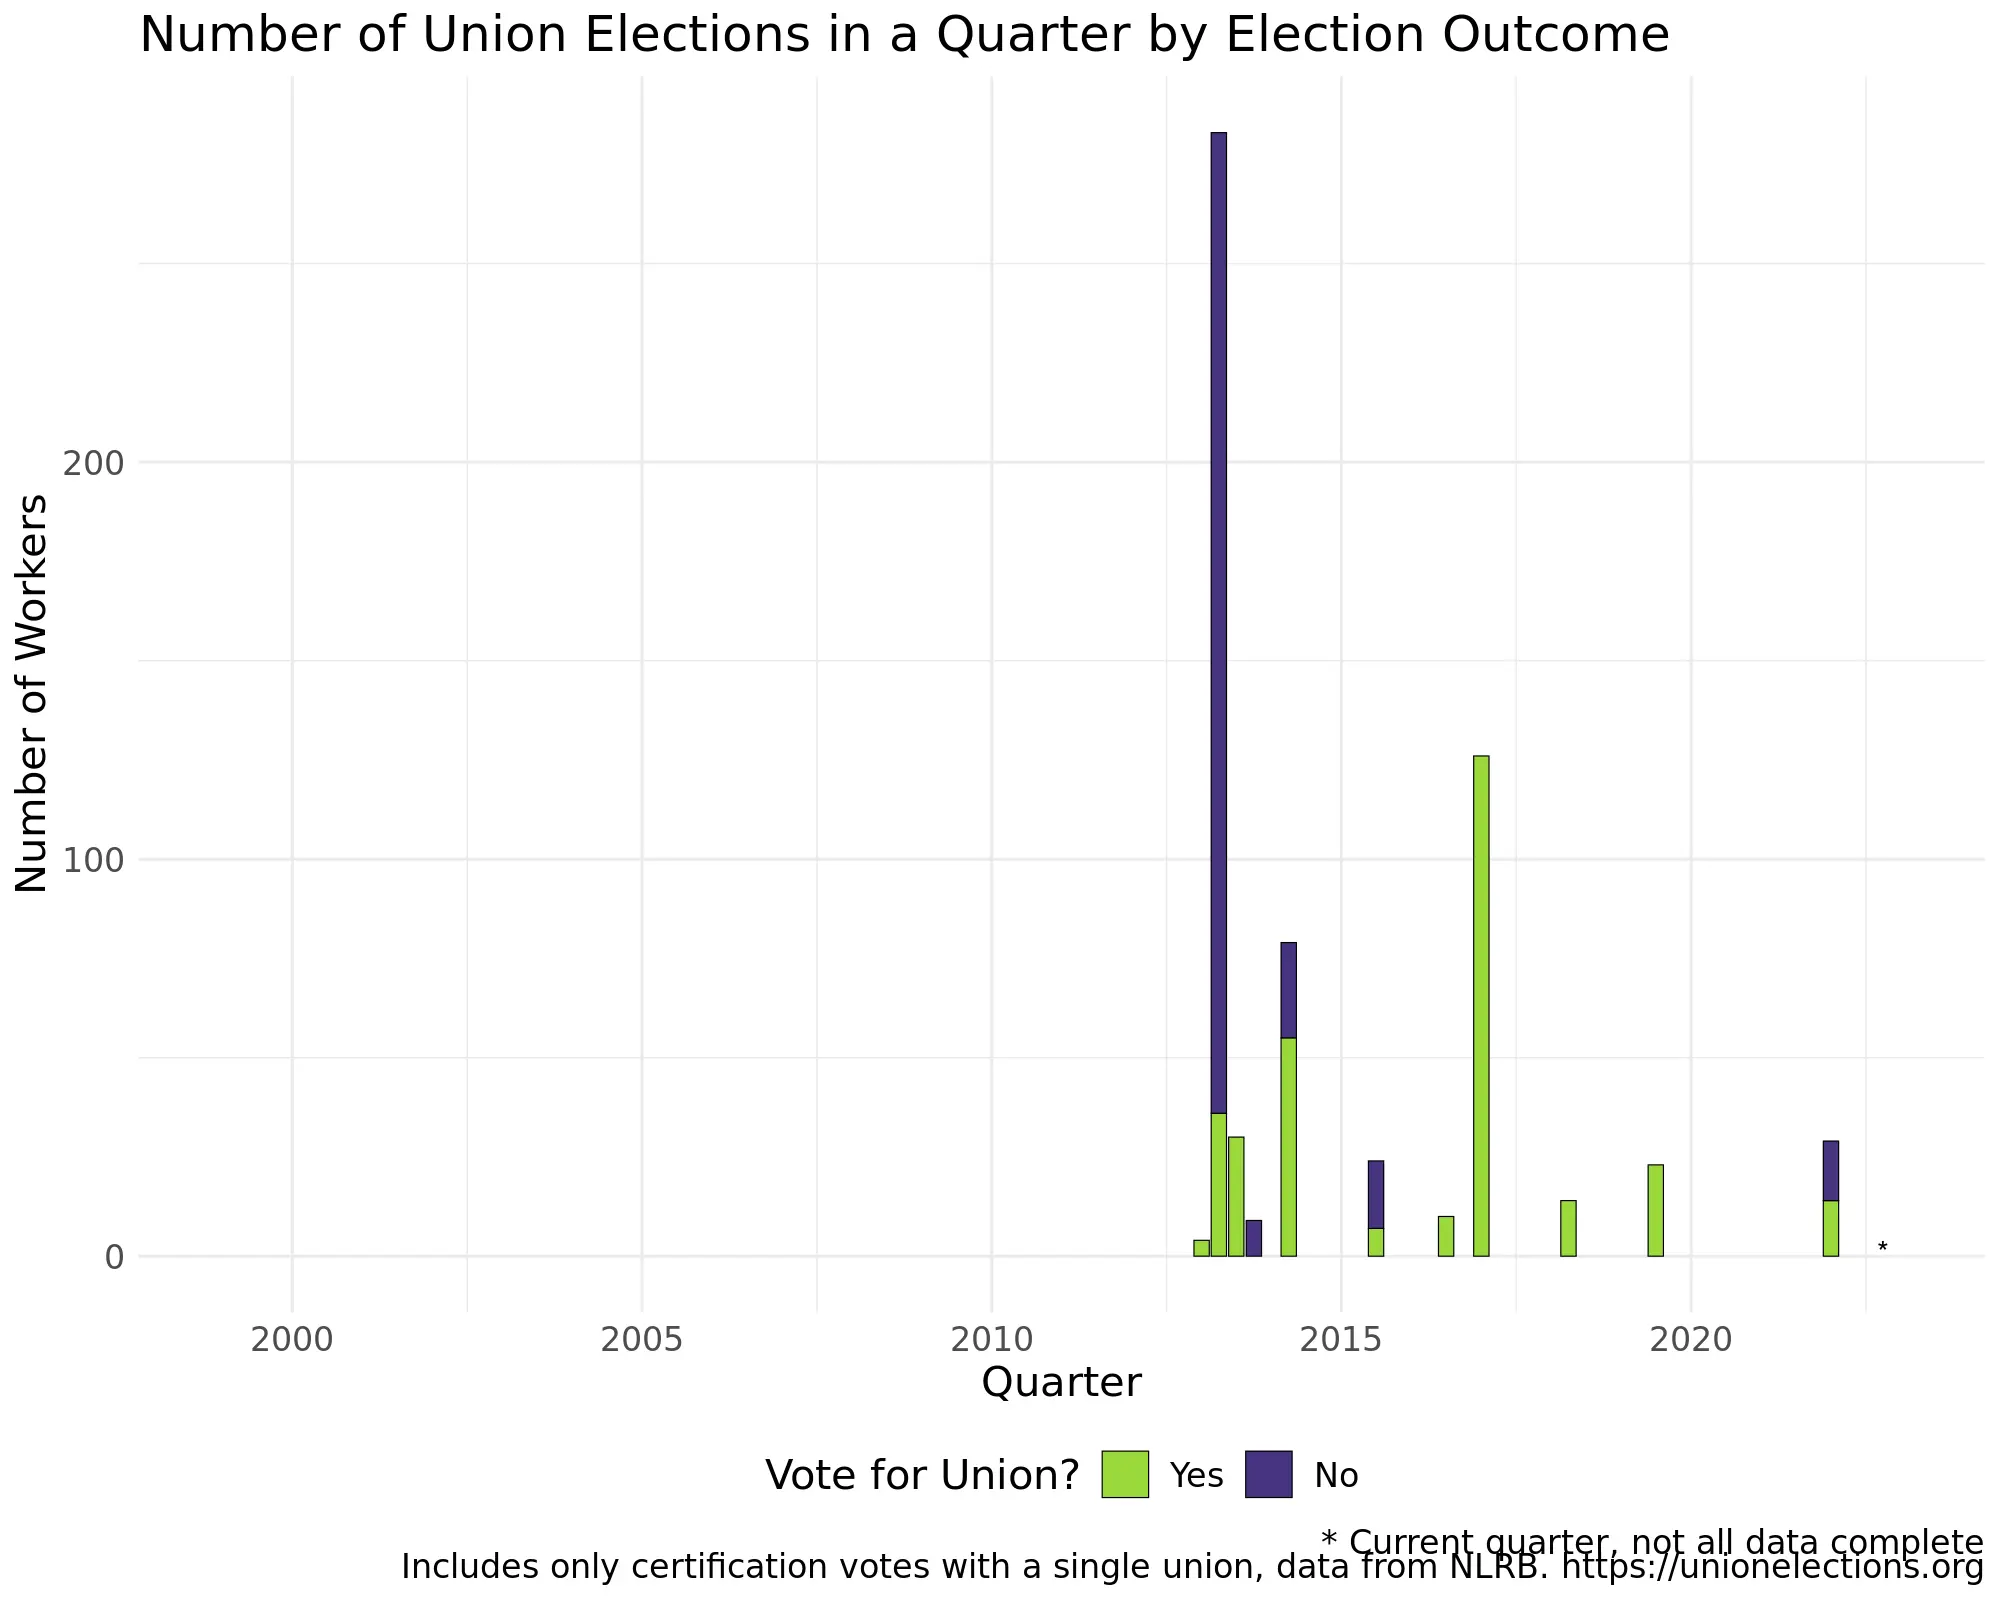 Number of Union Elections in a Quarter by Election Outcome
Number of Workers
200
100
0
*
2000 2005 2010 2015 2020
Quarter
Vote for Union? Yes No
* Current quarter, not all data complete
Includes only certification votes with a single union, data from NLRB. https://unionelections.org